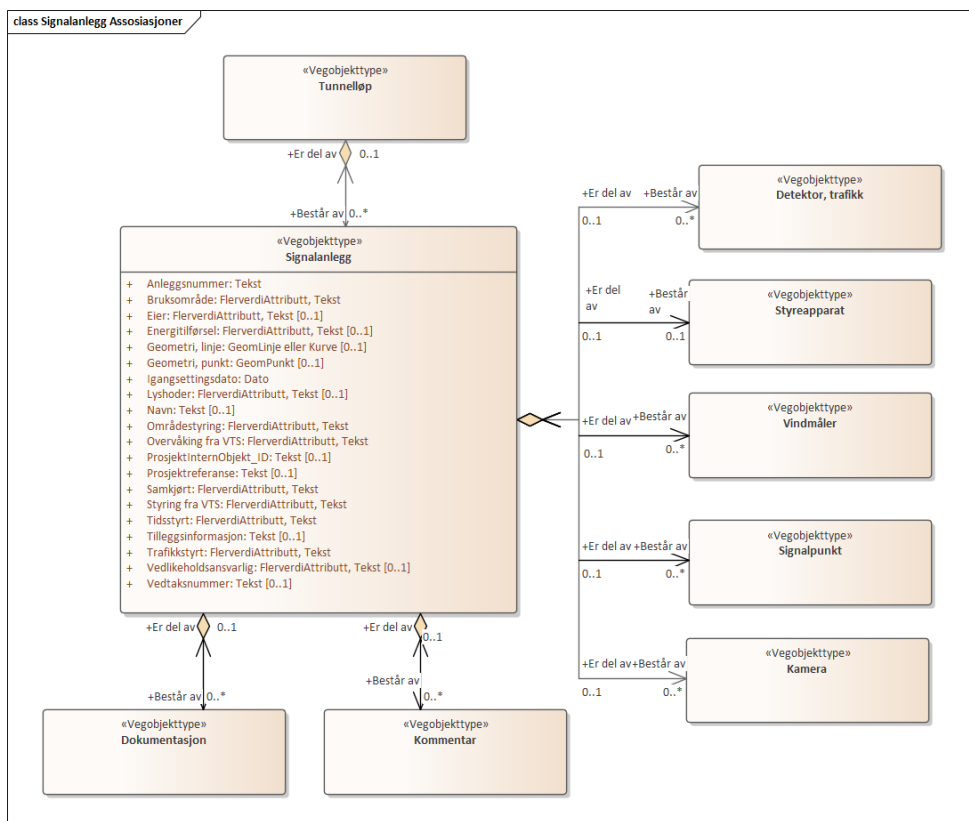 class Signalanlegg Assosiasjoner
«Vegobjekttype»
Tunnelløp
+Er del av 0..1
+Består av 0..*
«Vegobjekttype»
Signalanlegg
+ Anleggsnummer: Tekst
+ Bruksområde: FlerverdiAttributt, Tekst
+ Eier: FlerverdiAttributt, Tekst [0..1]
+ Energitilførsel: FlerverdiAttributt, Tekst [0..1]
+ Geometri, linje: GeomLinje eller Kurve [0..1]
+ Geometri, punkt: GeomPunkt [0..1]
+ Igangsettingsdato: Dato
+ Lyshoder: FlerverdiAttributt, Tekst [0..1]
+ Navn: Tekst [0..1]
+ Områdestyring: FlerverdiAttributt, Tekst
+ Overvåking fra VTS: FlerverdiAttributt, Tekst
+ ProsjektInternObjekt_ID: Tekst [0..1]
+ Prosjektreferanse: Tekst [0..1]
+ Samkjørt: FlerverdiAttributt, Tekst
+ Styring fra VTS: FlerverdiAttributt, Tekst
+ Tidsstyrt: FlerverdiAttributt, Tekst
+ Tilleggsinformasjon: Tekst [0..1]
+ Trafikkstyrt: FlerverdiAttributt, Tekst
+ Vedlikeholdsansvarlig: FlerverdiAttributt, Tekst [0..1]
+ Vedtaksnummer: Tekst [0..1]
+Er del av +Består av
0..1 0..*
«Vegobjekttype»
Detektor, trafikk
+Er del
av
+Består
av
0..1 0..1
«Vegobjekttype»
Styreapparat
+Er del av +Består av
0..1 0..*
«Vegobjekttype»
Vindmåler
+Er del av +Består av
0..1 0..*
«Vegobjekttype»
Signalpunkt
+Er del av +Består av
0..1 0..*
«Vegobjekttype»
Kamera
+Er del av 0..1
+Består av 0..*
«Vegobjekttype»
Dokumentasjon
+Er del av 0..1
+Består av
0..*
«Vegobjekttype»
Kommentar